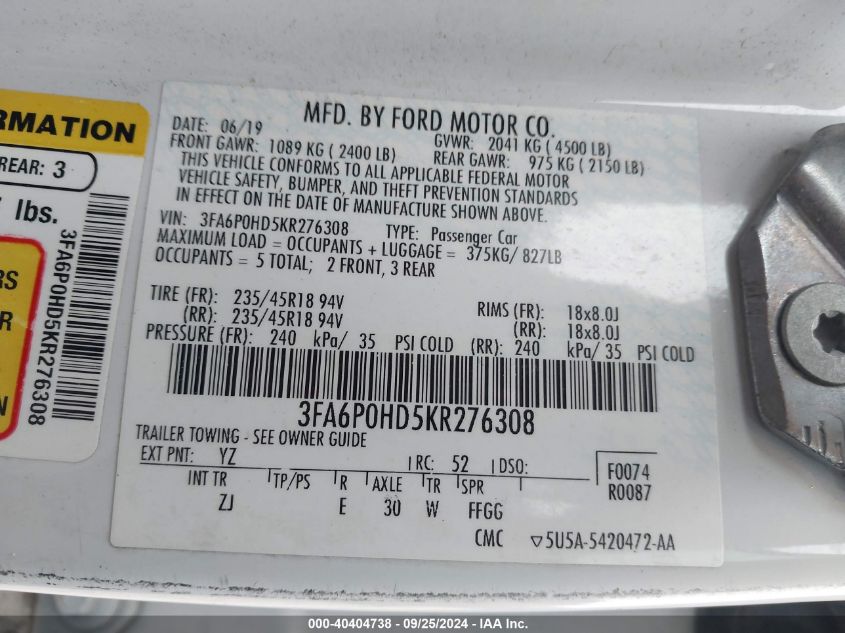 RMATION
REAR: 3
lbs.
RS
R
N
3FA6P0HD5KR276308
MFD. BY FORD MOTOR CO.
DATE: 06/19 GVWR: 2041 KG ( 4500 LB)
FRONT GAWR: 1089 KG ( 2400 LB) REAR GAWR: 975 KG ( 2150 LB)
THIS VEHICLE CONFORMS TO ALL APPLICABLE FEDERAL MOTOR
VEHICLE SAFETY, BUMPER, AND THEFT PREVENTION STANDARDS
IN EFFECT ON THE DATE OF MANUFACTURE SHOWN ABOVE.
VIN: 3FA6P0HD5KR276308 TYPE: Passenger Car
MAXIMUM LOAD = OCCUPANTS + LUGGAGE = 375KG/ 827LB
OCCUPANTS = 5 TOTAL; 2 FRONT, 3 REAR
TIRE (FR): 235/45R18 94V RIMS (FR): 18x8.0J
(RR): 235/45R18 94V (RR): 18x8.0J
PRESSURE (FR): 240 kPa/ 35 PSI COLD (RR): 240 kPa/ 35 PSI COLD
3FA6P0HD5KR276308
TRAILER TOWING - SEE OWNER GUIDE
EXT PNT: YZ RC: 52 DSO: F0074
INT TR TP/PS R AXLE TR SPR R0087
ZJ E 30 W FFGG
CMC ▽5U5A-5420472-AA
000-40404738 - 09/25/2024 - IAA Inc.